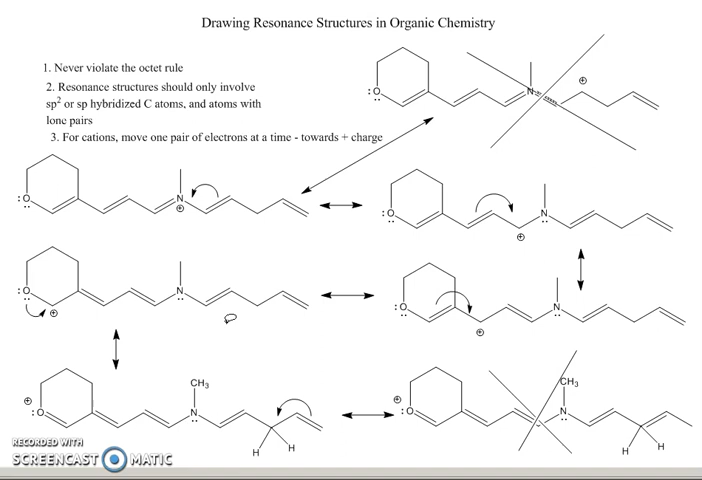 Drawing Resonance Structures in Organic Chemistry
1. Never violate the octet rule
2. Resonance structures should only involve
sp2 or sp hybridized C atoms, and atoms with
lone pairs
3. For cations, move one pair of electrons at a time - towards + charge
:O
N
:O
N
:O
N
:O
N
:O
N
CH3
:O
N
H
H
CH3
:O
N
H
H
RECORDED WITH
SCREENCAST O MATIC